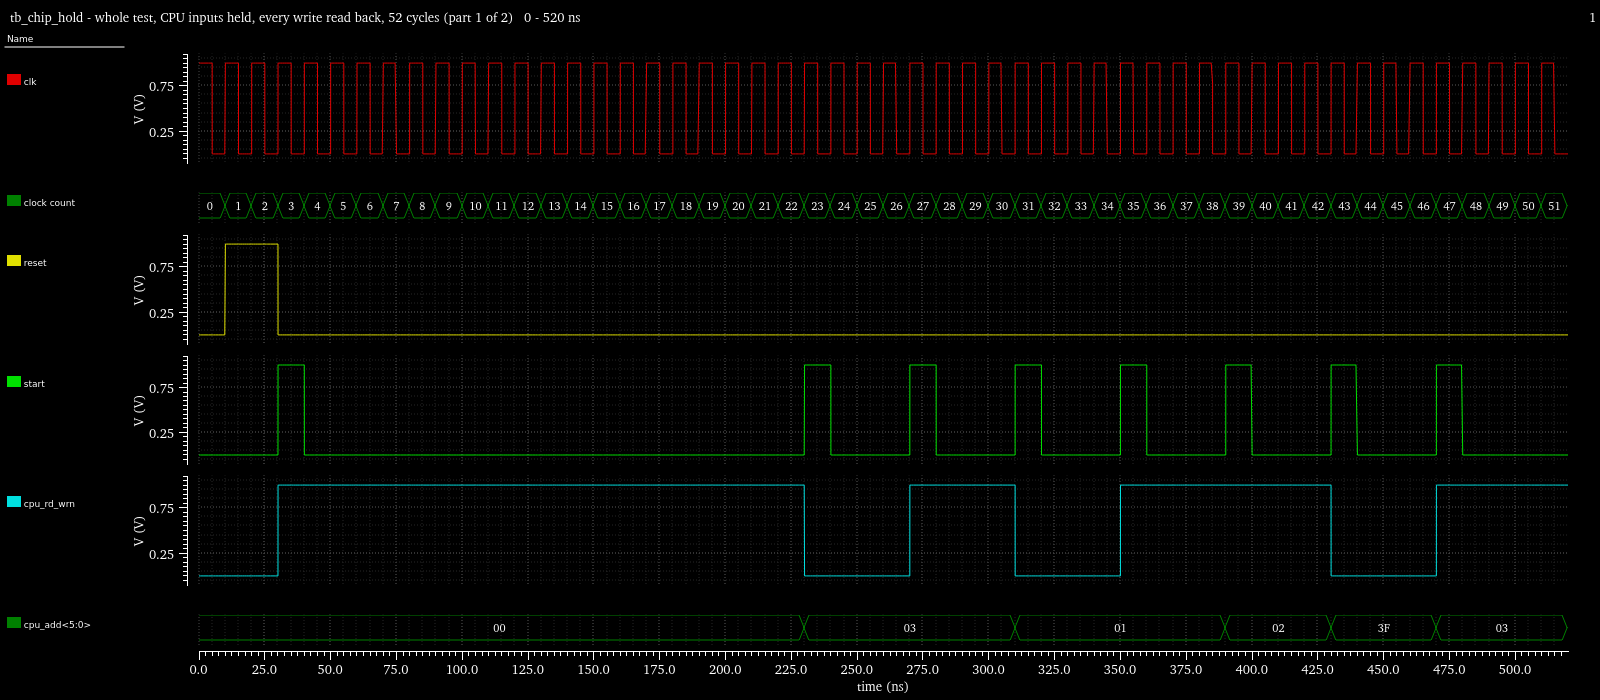 tb_chip_hold - whole test, CPU inputs held, every write read back, 52 cycles (part 1 of 2)   0 - 520 ns
1
Name
clk
V (V)
0.75
0.25
clock count
0 1 2 3 4 5 6 7 8 9 10 11 12 13 14 15 16 17 18 19 20 21 22 23 24 25 26 27 28 29 30 31 32 33 34 35 36 37 38 39 40 41 42 43 44 45 46 47 48 49 50 51
reset
V (V)
0.75
0.25
start
V (V)
0.75
0.25
cpu_rd_wrn
V (V)
0.75
0.25
cpu_add<5:0>
00 03 01 02 3F 03
0.0 25.0 50.0 75.0 100.0 125.0 150.0 175.0 200.0 225.0 250.0 275.0 300.0 325.0 350.0 375.0 400.0 425.0 450.0 475.0 500.0
time (ns)